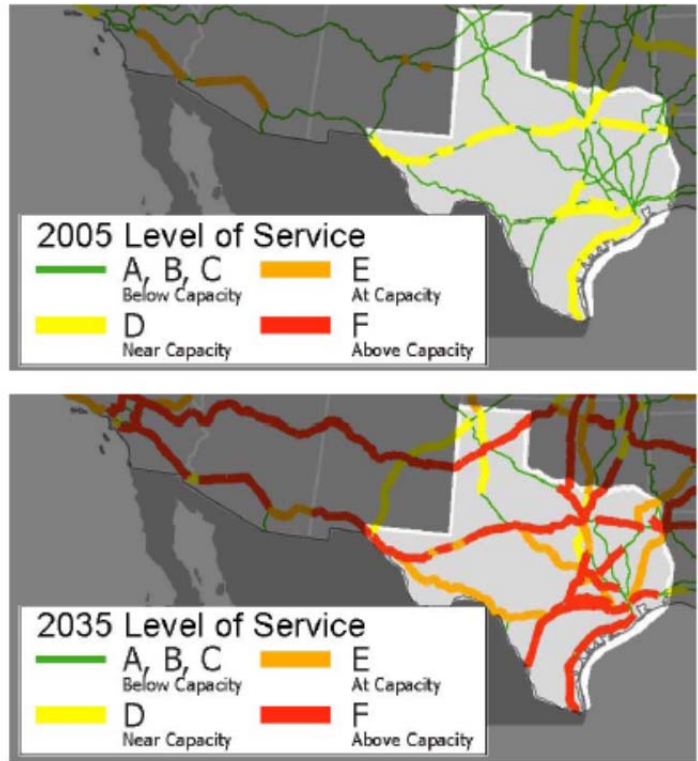 2005 Level of Service
A, B, C
Below Capacity
E
At Capacity
D
Near Capacity
F
Above Capacity
2035 Level of Service
A, B, C
Below Capacity
E
At Capacity
D
Near Capacity
F
Above Capacity